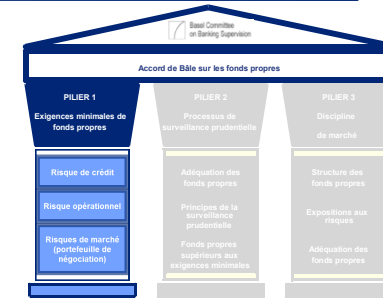 Basel Committee
on Banking Supervision
Accord de Bâle sur les fonds propres
PILIER 1
Exigences minimales de
fonds propres
Risque de crédit
Risque opérationnel
Risques de marché
(portefeuille de
négociation)
PILIER 2
Processus de
surveillance prudentielle
Adéquation des
fonds propres
Principes de la
surveillance
prudentielle
Fonds propres
supérieurs aux
exigences minimales
PILIER 3
Discipline
de marché
Structure des
fonds propres
Expositions aux
risques
Adéquation des
fonds propres